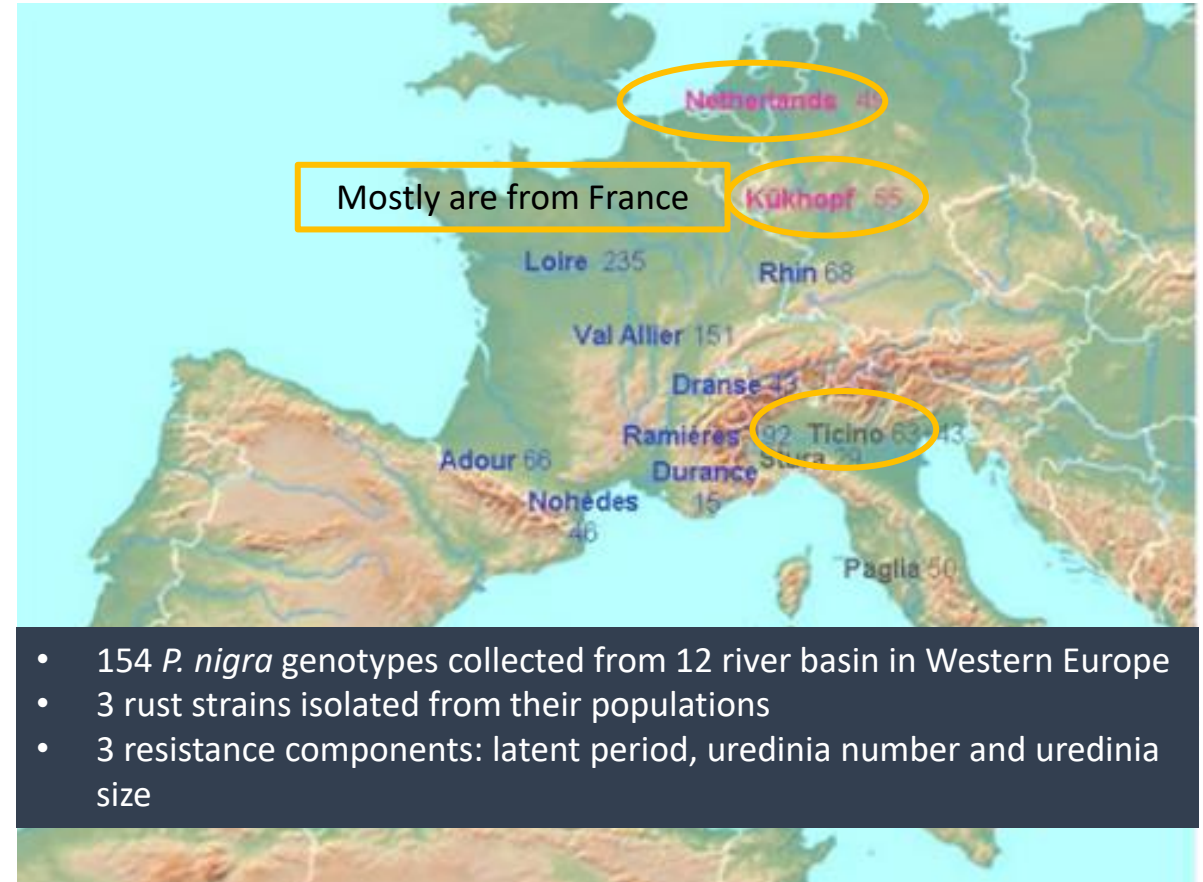 Netherlands 49
Mostly are from France
Kükhopf 55
Loire 235
Rhin 68
Val Allier 151
Dranse 43
Ramières 92 Ticino 63 43
Adour 66
Durance Stura 29
15
Nohèdes
46
Paglia 50
• 154 P. nigra genotypes collected from 12 river basin in Western Europe
• 3 rust strains isolated from their populations
• 3 resistance components: latent period, uredinia number and uredinia
size